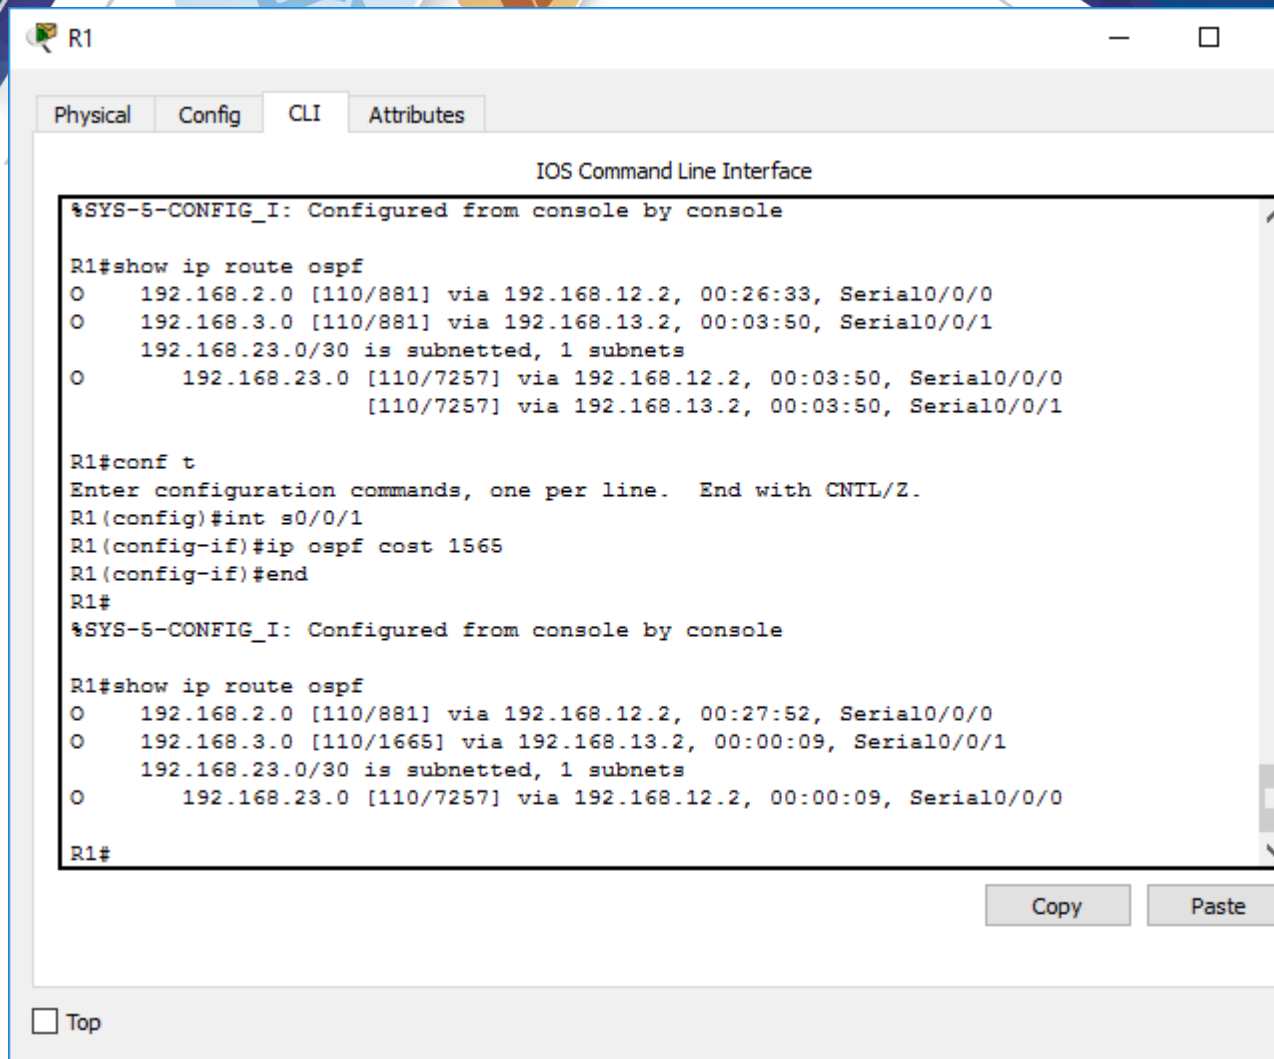 R1
Physical Config CLI Attributes
IOS Command Line Interface
%SYS-5-CONFIG_I: Configured from console by console
R1#show ip route ospf
O 192.168.2.0 [110/881] via 192.168.12.2, 00:26:33, Serial0/0/0
O 192.168.3.0 [110/881] via 192.168.13.2, 00:03:50, Serial0/0/1
192.168.23.0/30 is subnetted, 1 subnets
O 192.168.23.0 [110/7257] via 192.168.12.2, 00:03:50, Serial0/0/0
[110/7257] via 192.168.13.2, 00:03:50, Serial0/0/1
R1#conf t
Enter configuration commands, one per line. End with CNTL/Z.
R1(config)#int s0/0/1
R1(config-if)#ip ospf cost 1565
R1(config-if)#end
R1#
%SYS-5-CONFIG_I: Configured from console by console
R1#show ip route ospf
O 192.168.2.0 [110/881] via 192.168.12.2, 00:27:52, Serial0/0/0
O 192.168.3.0 [110/1665] via 192.168.13.2, 00:00:09, Serial0/0/1
192.168.23.0/30 is subnetted, 1 subnets
O 192.168.23.0 [110/7257] via 192.168.12.2, 00:00:09, Serial0/0/0
R1#
Copy Paste
Top